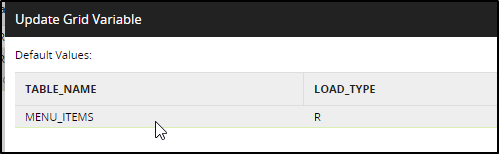 Update Grid Variable
Default Values:
TABLE_NAME LOAD_TYPE
MENU_ITEMS R